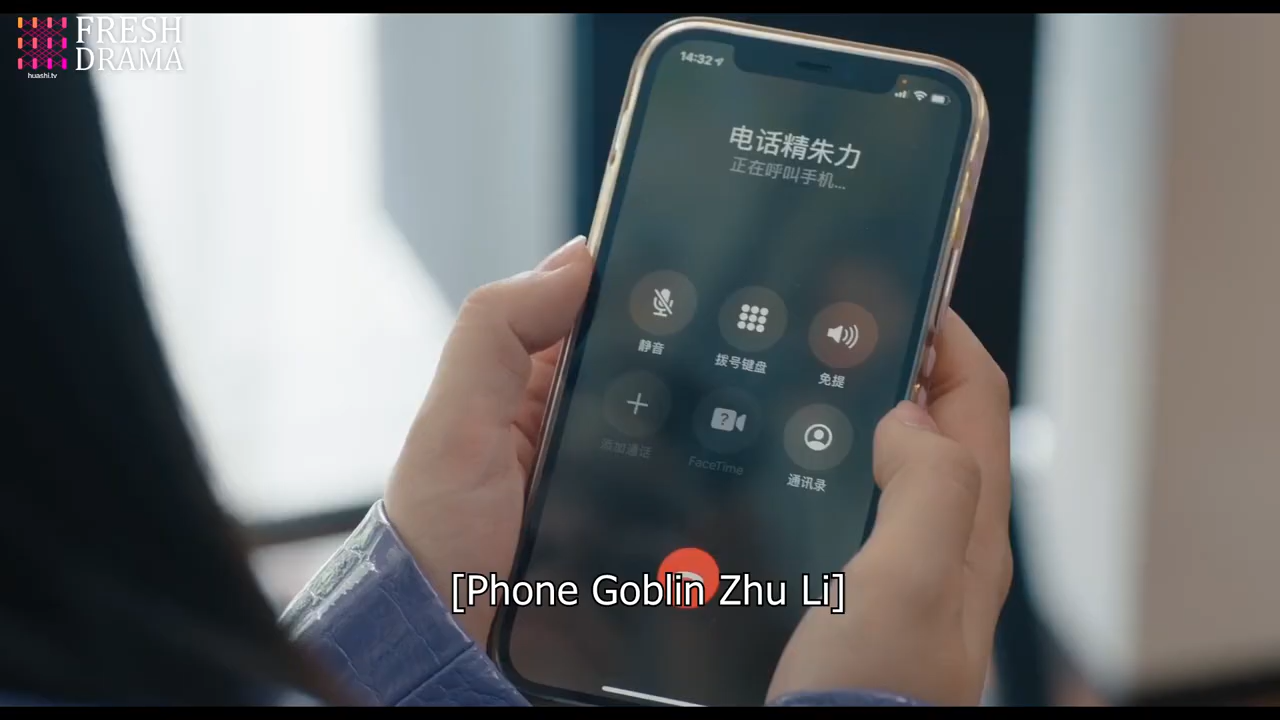 FRESH
DRAMA
huashi.tv
14:32
电话精朱力
正在呼叫手机...
静音
拨号键盘
免提
添加通话
FaceTime
通讯录
[Phone Goblin Zhu Li]